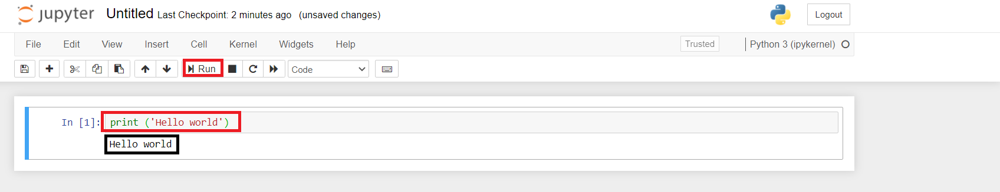 jupyter Untitled Last Checkpoint: 2 minutes ago (unsaved changes) Logout
File Edit View Insert Cell Kernel Widgets Help Trusted Python 3 (ipykernel)
Run Code
In [1]: print ('Hello world')
Hello world